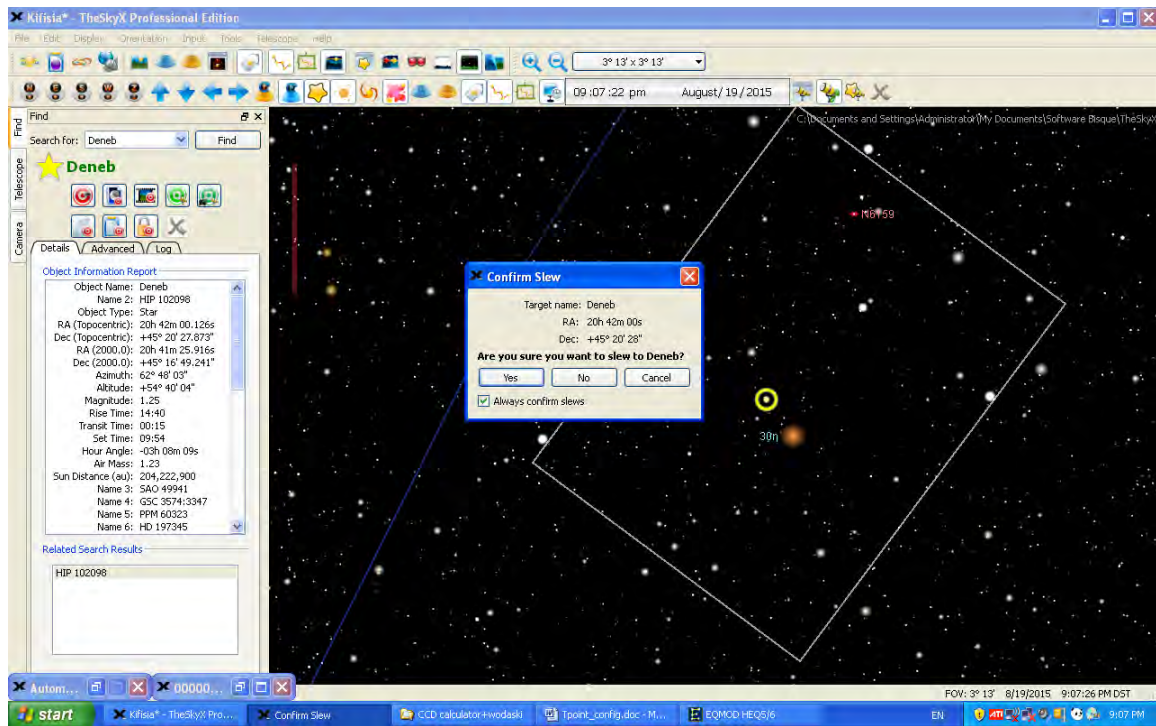 Kifisia* - TheSkyX Professional Edition
File Edit Display Orientation Input Tools Telescope Help
3° 13' x 3° 13'
09:07:22 pm August/ 19/ 2015
Find
Search for: Deneb Find
Find
Telescope
Camera
Deneb
Details Advanced Log
Object Information Report
Object Name: Deneb
Name 2: HIP 102098
Object Type: Star
RA (Topocentric): 20h 42m 00.126s
Dec (Topocentric): +45° 20' 27.873"
RA (2000.0): 20h 41m 25.916s
Dec (2000.0): +45° 16' 49.241"
Azimuth: 62° 48' 03"
Altitude: +54° 40' 04"
Magnitude: 1.25
Rise Time: 14:40
Transit Time: 00:15
Set Time: 09:54
Hour Angle: -03h 08m 09s
Air Mass: 1.23
Sun Distance (au): 204,222,900
Name 3: SAO 49941
Name 4: GSC 3574:3347
Name 5: PPM 60323
Name 6: HD 197345
Related Search Results
HIP 102098
C:\Documents and Settings\Administrator\My Documents\Software Bisque\TheSkyX
N6159
30η
Confirm Slew
Target name: Deneb
RA: 20h 42m 00s
Dec: +45° 20' 28"
Are you sure you want to slew to Deneb?
Yes No Cancel
Always confirm slews
Autom... 00000...
FOV: 3° 13' 8/19/2015 9:07:26 PM DST
start Kifisia* - TheSkyX Pro... Confirm Slew CCD calculator+wodaski Tpoint_config.doc - M... EQMOD HEQ5/6 EN ATI 9:07 PM